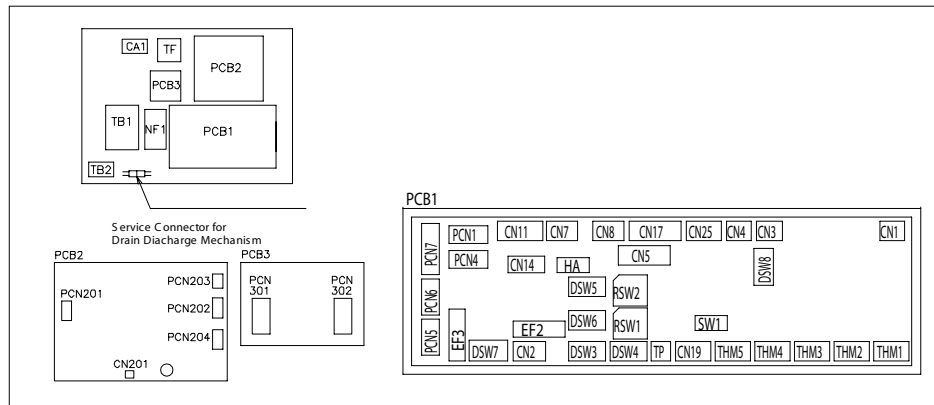 CA1
TF
PCB2
PCB3
TB1
NF1
PCB1
TB2
Service Connector for
Drain Diacharge Mechanism
PCB2
PCN203
PCN201
PCN202
PCN204
CN201
PCB3
PCN
301
PCN
302
PCB1
PCN7
PCN1
CN11
CN7
CN8
CN17
CN25
CN4
CN3
CN1
PCN4
CN14
HA
CN5
DSW8
PCN6
DSW5
RSW2
PCN5
EF3
EF2
DSW6
RSW1
SW1
DSW7
CN2
DSW3
DSW4
TP
CN19
THM5
THM4
THM3
THM2
THM1